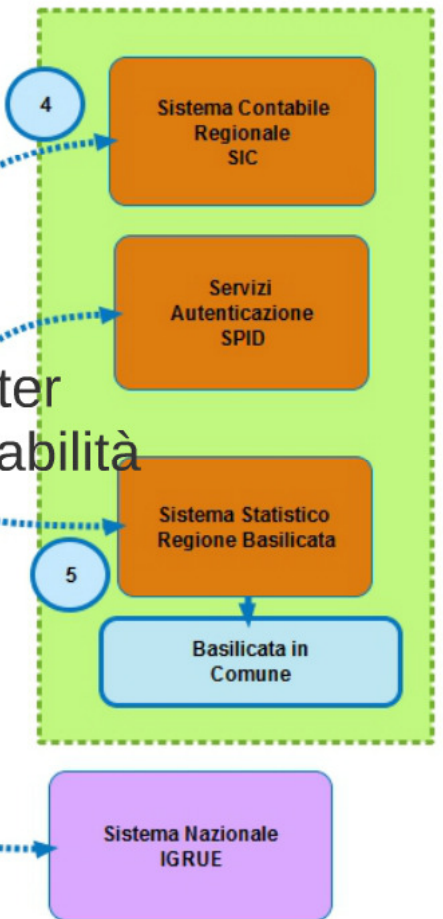 4
Sistema Contabile
Regionale
SIC
Servizi
Autenticazione
SPID
ter
abilità
Sistema Statistico
Regione Basilicata
5
Basilicata in
Comune
Sistema Nazionale
IGRUE